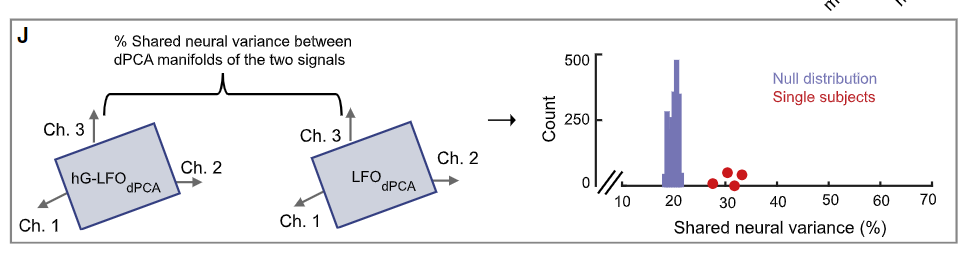 J
% Shared neural variance between
dPCA manifolds of the two signals
Ch. 3
hG-LFOdPCA
Ch. 2
Ch. 1
Ch. 3
LFOdPCA
Ch. 2
Ch. 1
Count
500
250
0
Null distribution
Single subjects
10 20 30 40 50 60 70
Shared neural variance (%)